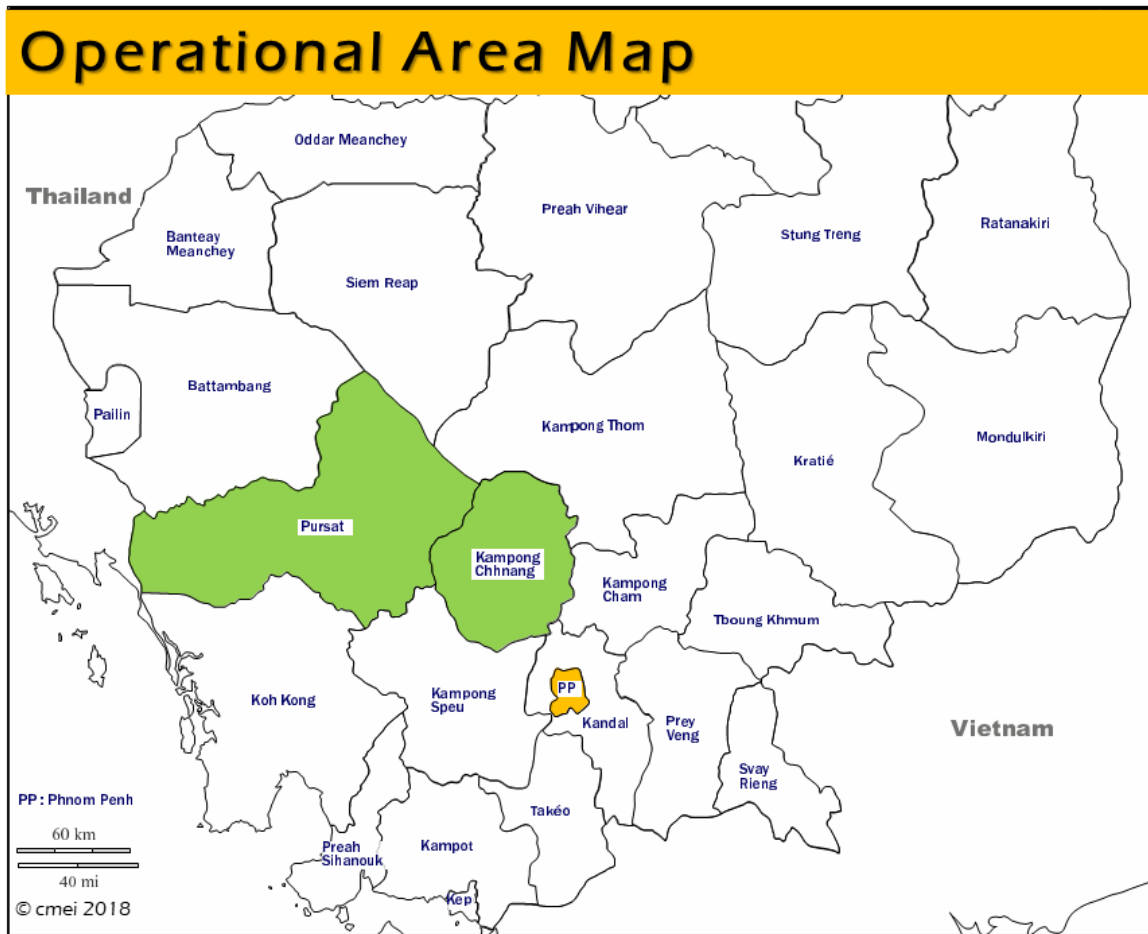 Operational Area Map
Oddar Meanchey
Thailand
Preah Vihear
Ratanakiri
Stung Treng
Banteay
Meanchey
Siem Reap
Battambang
Pailin
Kampong Thom
Mondulkiri
Kratié
Pursat
Kampong
Chhnang
Kampong
Cham
Tboung Khmum
PP
Koh Kong
Kampong
Speu
Kandal
Prey
Veng
Vietnam
Svay
Rieng
PP : Phnom Penh
Takéo
60 km
Preah
Sihanouk
Kampot
40 mi
Kep
© cmei 2018